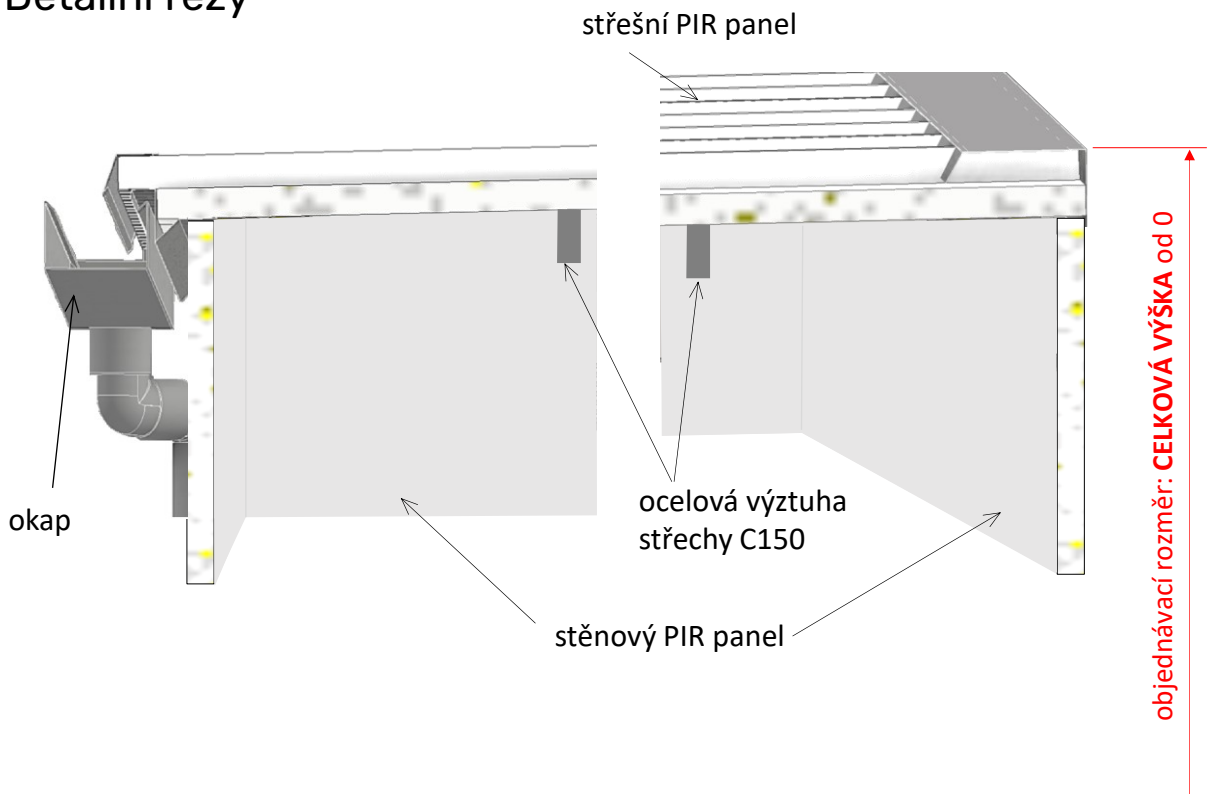 Detailní řezy
střešní PIR panel
okap
ocelová výztuha
střechy C150
stěnový PIR panel
objednávací rozměr: CELKOVÁ VÝŠKA od 0